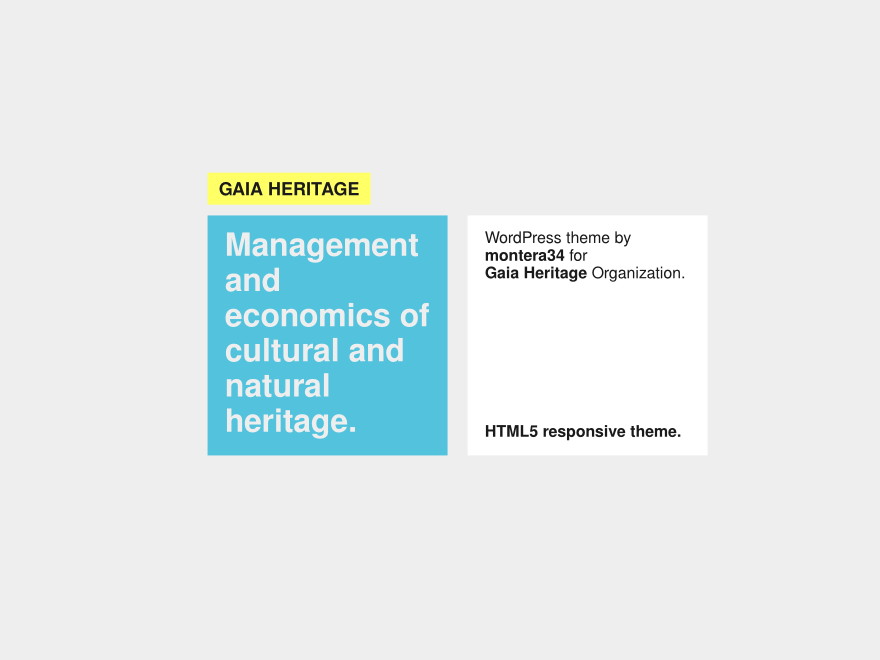 GAIA HERITAGE
Management
and
economics of
cultural and
natural
heritage.
WordPress theme by
montera34 for
Gaia Heritage Organization.
HTML5 responsive theme.